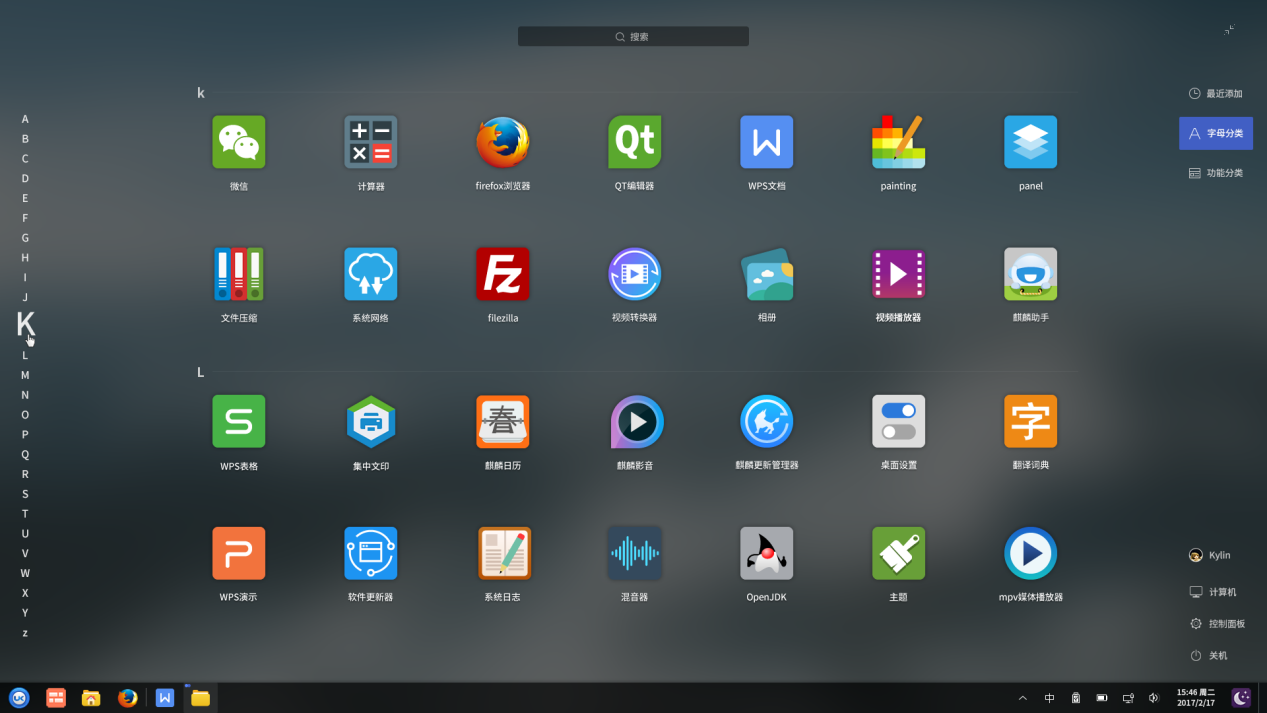 搜索
最近添加
字母分类
功能分类
A
B
C
D
E
F
G
H
I
J
K
L
M
N
O
P
Q
R
S
T
U
V
W
X
Y
z
k
微信
计算器
firefox浏览器
Qt
QT编辑器
WPS文档
painting
panel
文件压缩
系统网络
Fz
filezilla
视频转换器
相册
视频播放器
麒麟助手
L
WPS表格
集中文印
春
麒麟日历
麒麟影音
麒麟更新管理器
桌面设置
字
翻译词典
WPS演示
软件更新器
系统日志
混音器
OpenJDK
主题
mpv媒体播放器
Kylin
计算机
控制面板
关机
UK
中
15:46 周二
2017/2/17